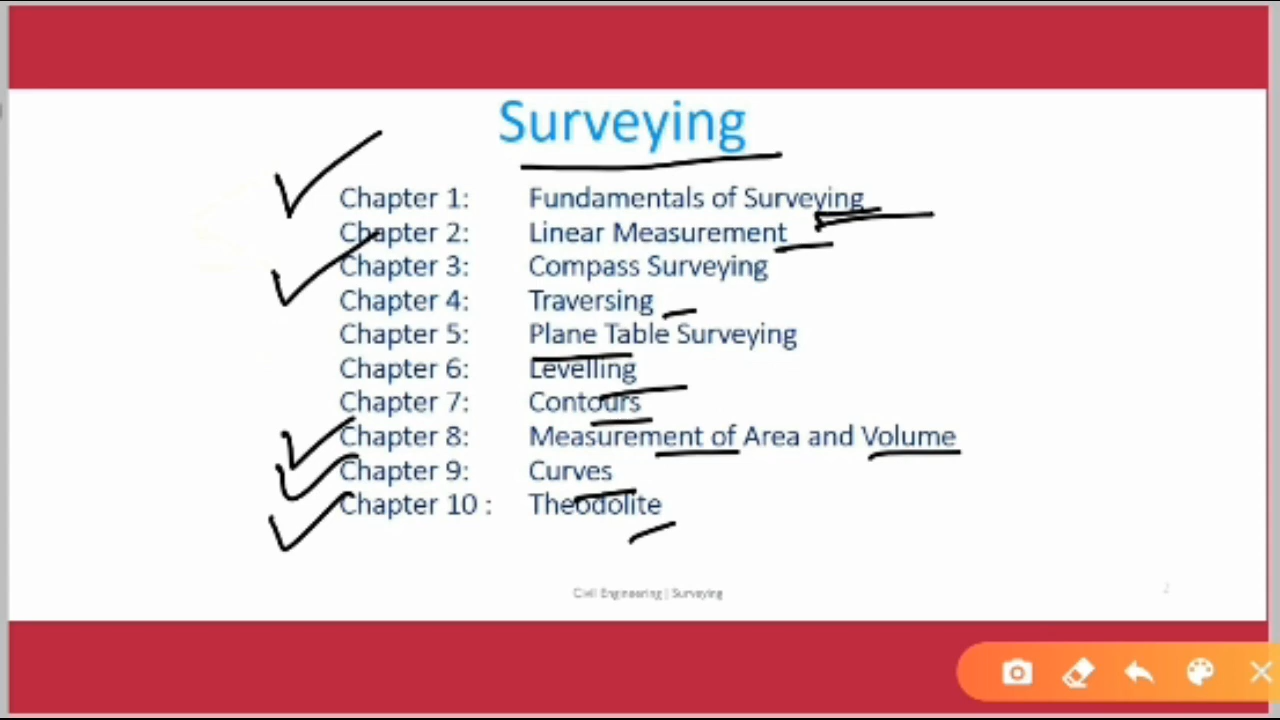 Surveying
Chapter 1: Fundamentals of Surveying
Chapter 2: Linear Measurement
Chapter 3: Compass Surveying
Chapter 4: Traversing
Chapter 5: Plane Table Surveying
Chapter 6: Levelling
Chapter 7: Contours
Chapter 8: Measurement of Area and Volume
Chapter 9: Curves
Chapter 10 : Theodolite
Civil Engineering | Surveying
2